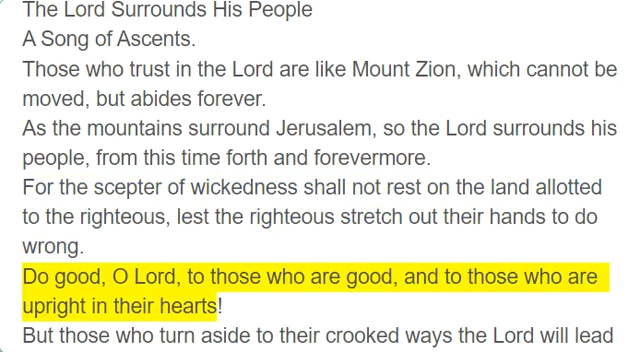 The Lord Surrounds His People
A Song of Ascents.
Those who trust in the Lord are like Mount Zion, which cannot be
moved, but abides forever.
As the mountains surround Jerusalem, so the Lord surrounds his
people, from this time forth and forevermore.
For the scepter of wickedness shall not rest on the land allotted
to the righteous, lest the righteous stretch out their hands to do
wrong.
Do good, O Lord, to those who are good, and to those who are
upright in their hearts!
But those who turn aside to their crooked ways the Lord will lead